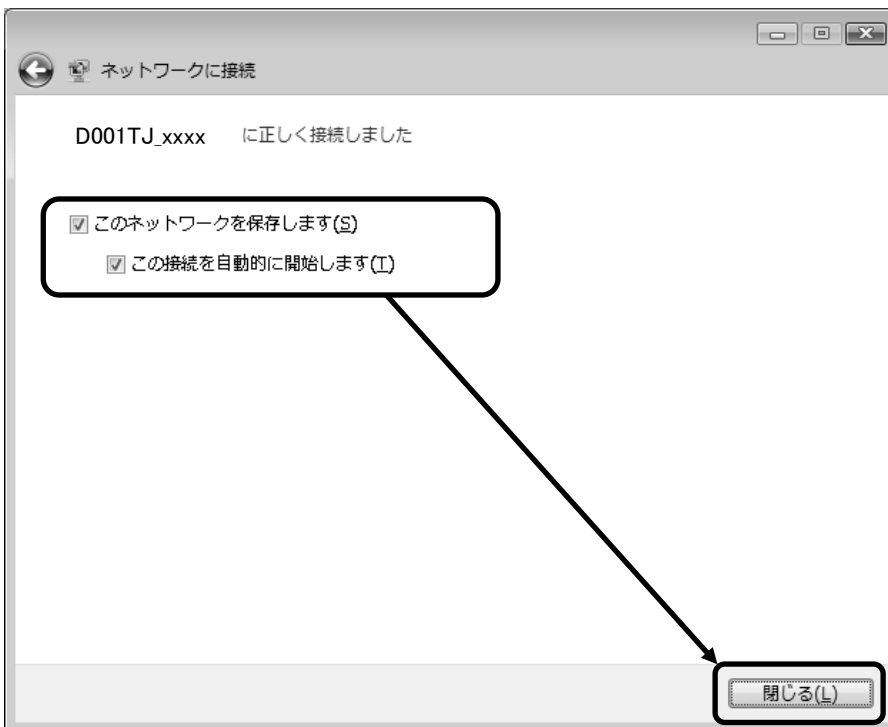 ネットワークに接続
D001TJ_xxxx に正しく接続しました
このネットワークを保存します(S)
この接続を自動的に開始します(T)
閉じる(L)